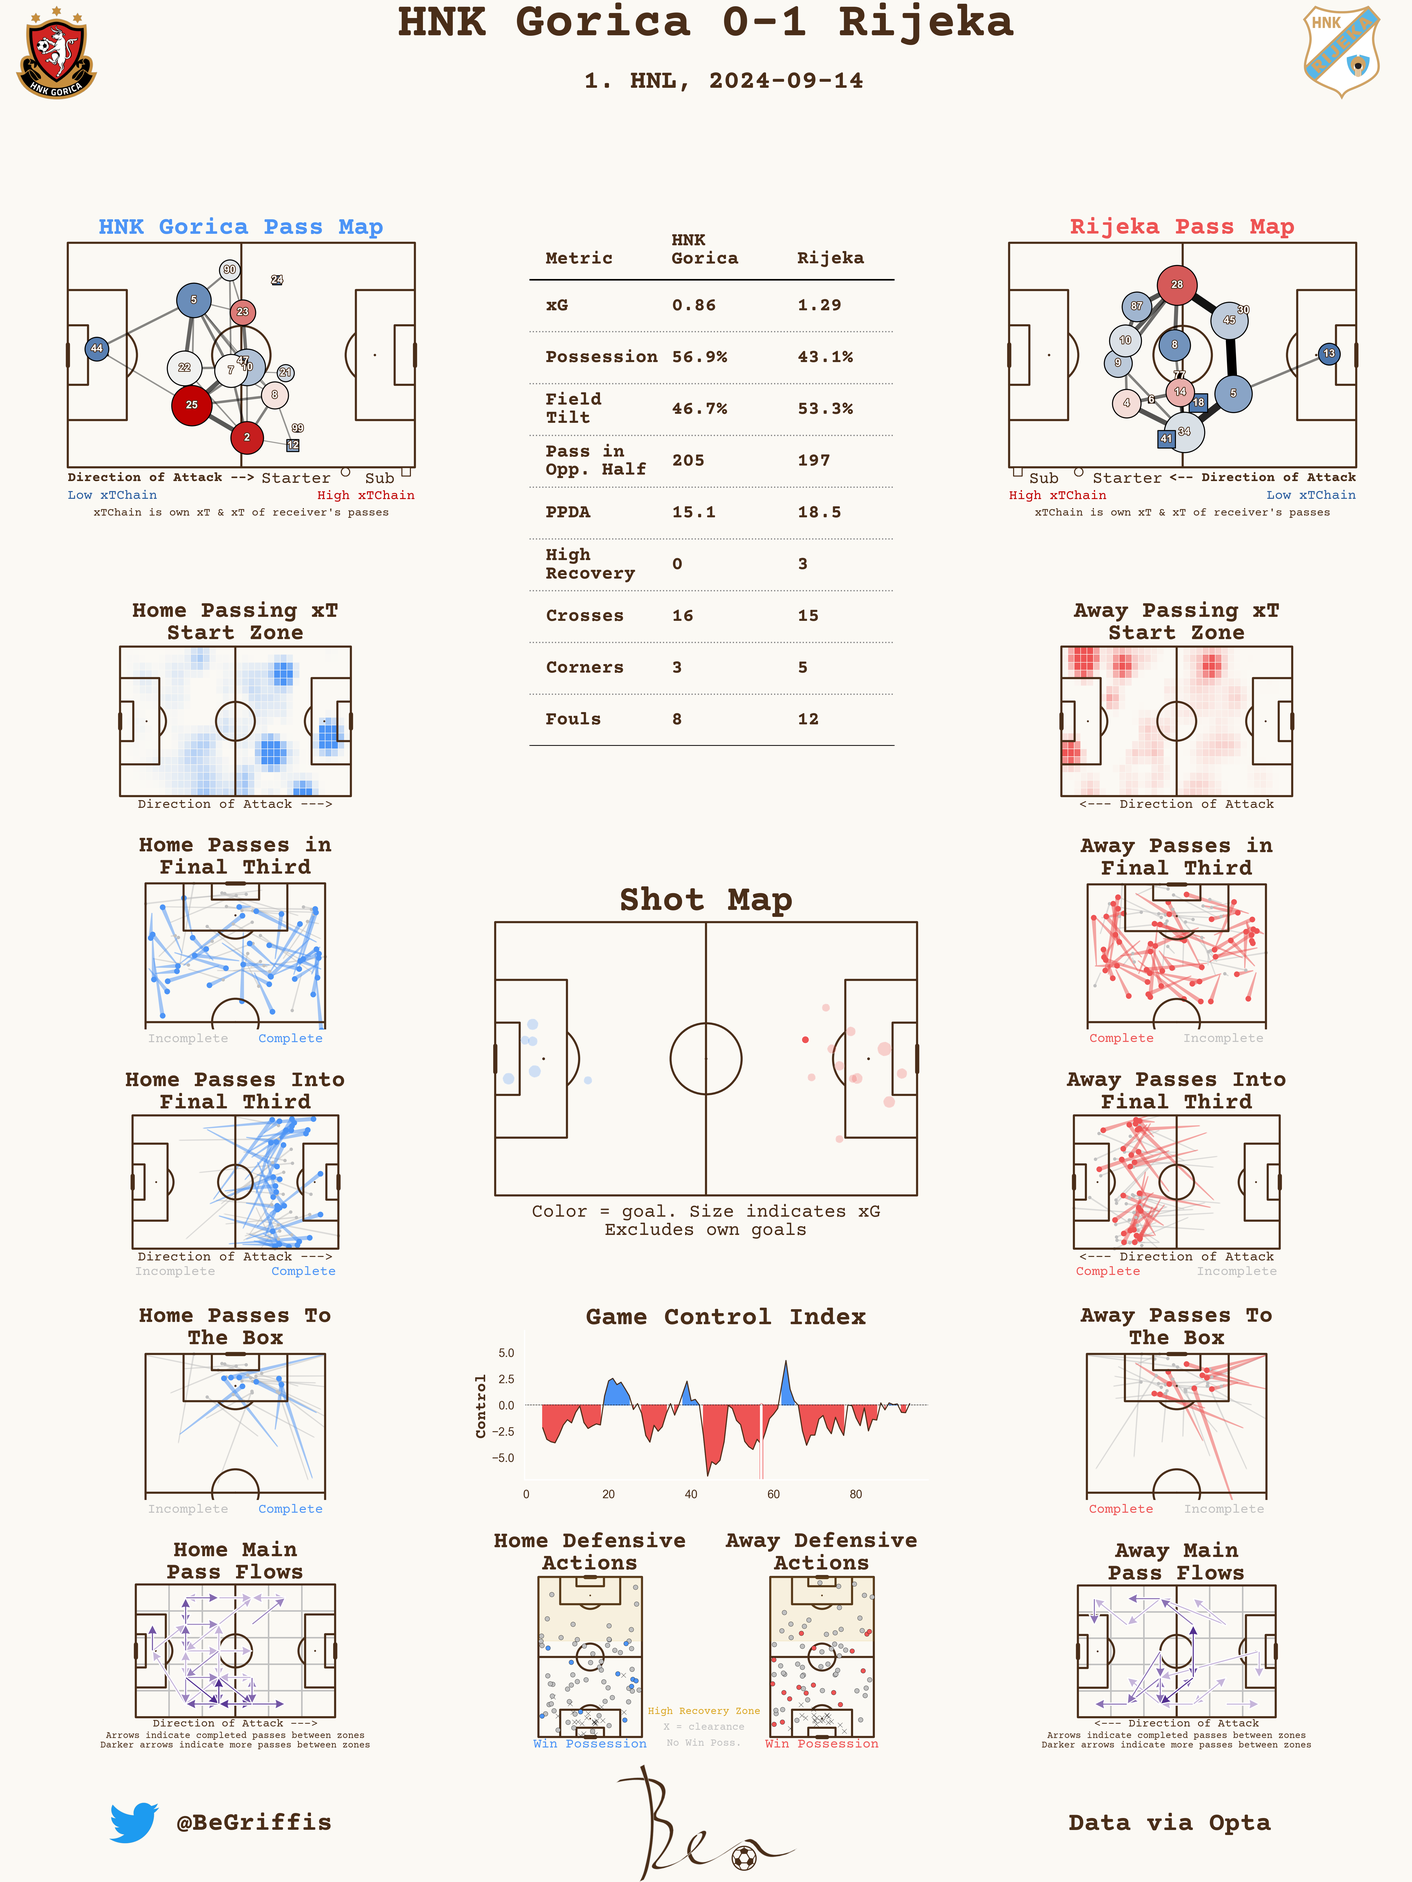 HNK Gorica 0-1 Rijeka
1. HNL, 2024-09-14
HNK GORICA
HNK
RIJEKA
HNK Gorica Pass Map
90
24
5
23
44
47
22
7
10
21
25
8
99
2
12
Direction of Attack --> Starter Sub
Low xTChain High xTChain
xTChain is own xT & xT of receiver's passes
Metric HNK Gorica Rijeka
xG 0.86 1.29
Possession 56.9% 43.1%
Field Tilt 46.7% 53.3%
Pass in Opp. Half 205 197
PPDA 15.1 18.5
High Recovery 0 3
Crosses 16 15
Corners 3 5
Fouls 8 12
Rijeka Pass Map
28
87
30
45
10
8
13
9
77
14
5
4
6
18
41
34
Sub Starter <-- Direction of Attack
High xTChain Low xTChain
xTChain is own xT & xT of receiver's passes
Home Passing xT
Start Zone
Direction of Attack --->
Away Passing xT
Start Zone
<--- Direction of Attack
Home Passes in
Final Third
Incomplete Complete
Away Passes in
Final Third
Complete Incomplete
Shot Map
Color = goal. Size indicates xG
Excludes own goals
Home Passes Into
Final Third
Direction of Attack --->
Incomplete Complete
Away Passes Into
Final Third
<--- Direction of Attack
Complete Incomplete
Home Passes To
The Box
Incomplete Complete
Game Control Index
Control
5.0
2.5
0.0
−2.5
−5.0
0 20 40 60 80
Away Passes To
The Box
Complete Incomplete
Home Main
Pass Flows
Direction of Attack --->
Arrows indicate completed passes between zones
Darker arrows indicate more passes between zones
Home Defensive
Actions
Win Possession
High Recovery Zone
X = clearance
No Win Poss.
Away Defensive
Actions
Win Possession
Away Main
Pass Flows
<--- Direction of Attack
Arrows indicate completed passes between zones
Darker arrows indicate more passes between zones
@BeGriffis
Ben
Data via Opta